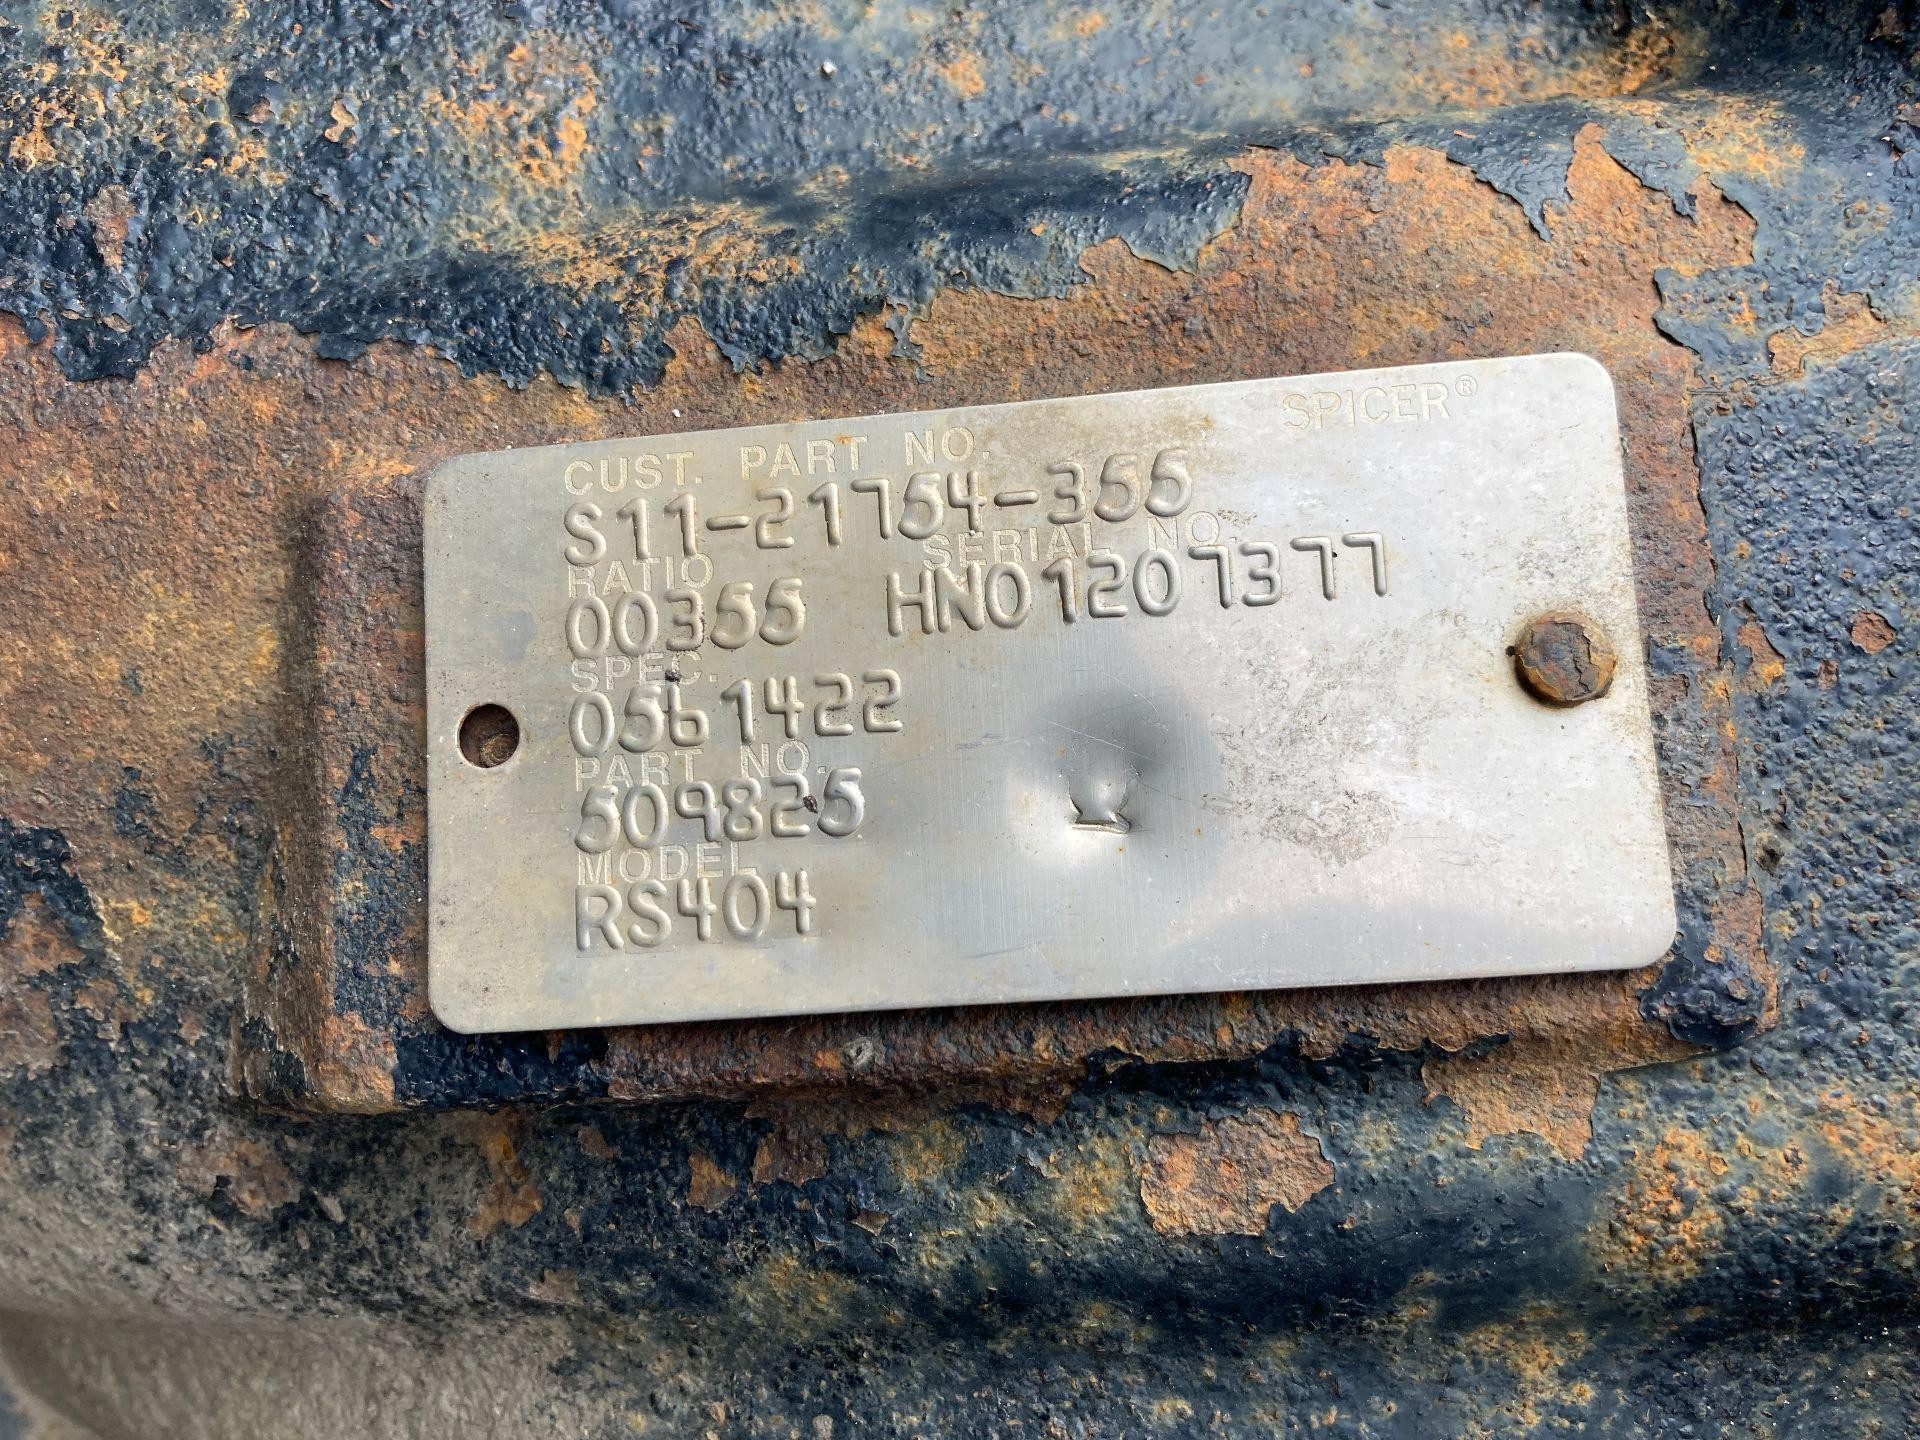 SPICER®
CUST. PART NO.
S11-21754-355
RATIO SERIAL NO.
00355 HN01207377
SPEC.
0561422
PART NO.
509825
MODEL
RS404